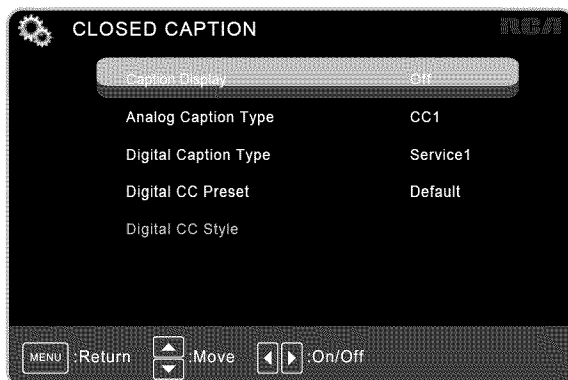 CLOSED CAPTION RCA
Caption Display Off
Analog Caption Type CC1
Digital Caption Type Service1
Digital CC Preset Default
Digital CC Style
MENU :Return :Move :On/Off